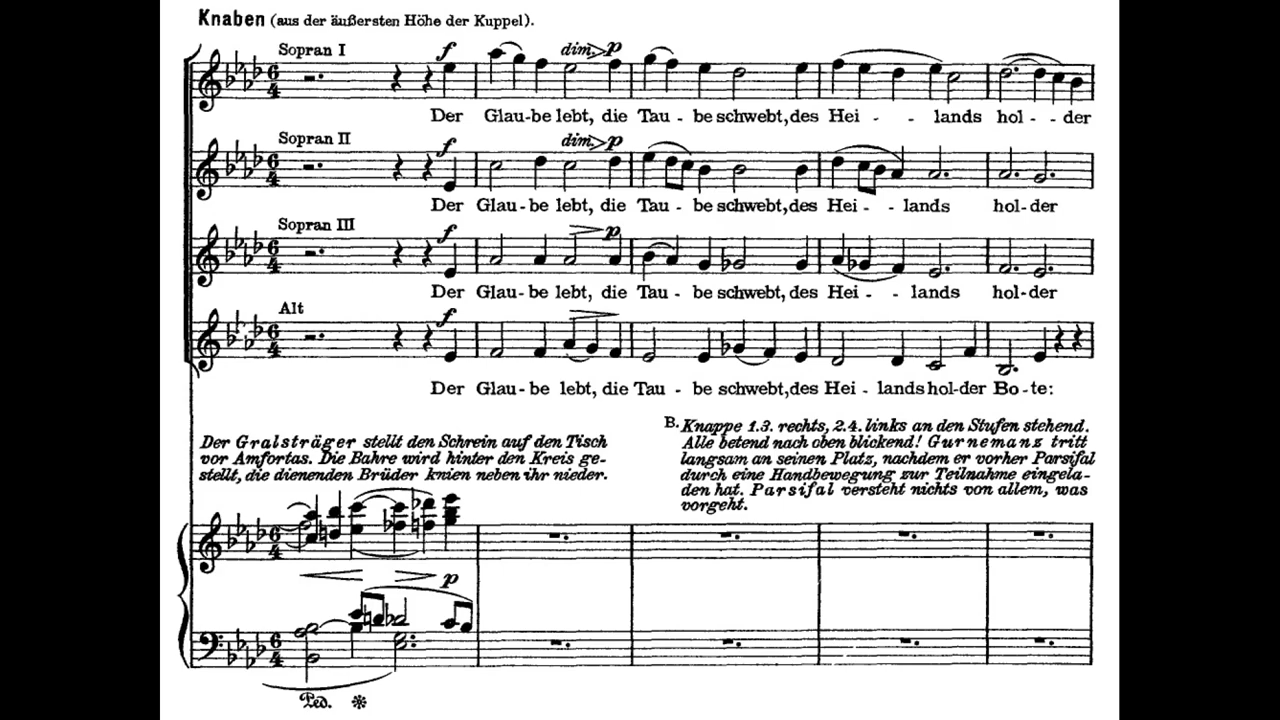 Knaben (aus der äußersten Höhe der Kuppel).
Sopran I
f
dim. p
Der Glau-be lebt, die Tau - be schwebt, des Hei - - lands hol - - der
Sopran II
f
dim. p
Der Glau-be lebt, die Tau - be schwebt, des Hei - - lands hol-der
Sopran III
f
p
Der Glau-be lebt, die Tau - be schwebt, des Hei - - lands hol-der
Alt
f
Der Glau-be lebt, die Tau - be schwebt, des Hei - lands hol-der Bo-te:
Der Gralsträger stellt den Schrein auf den Tisch
vor Amfortas. Die Bahre wird hinter den Kreis ge-
stellt, die dienenden Brüder knien neben ihr nieder.
B. Knappe 1.3. rechts, 2.4. links an den Stufen stehend.
Alle betend nach oben blickend! Gurnemanz tritt
langsam an seinen Platz, nachdem er vorher Parsifal
durch eine Handbewegung zur Teilnahme eingela-
den hat. Parsifal versteht nichts von allem, was
vorgeht.
p
Ped.